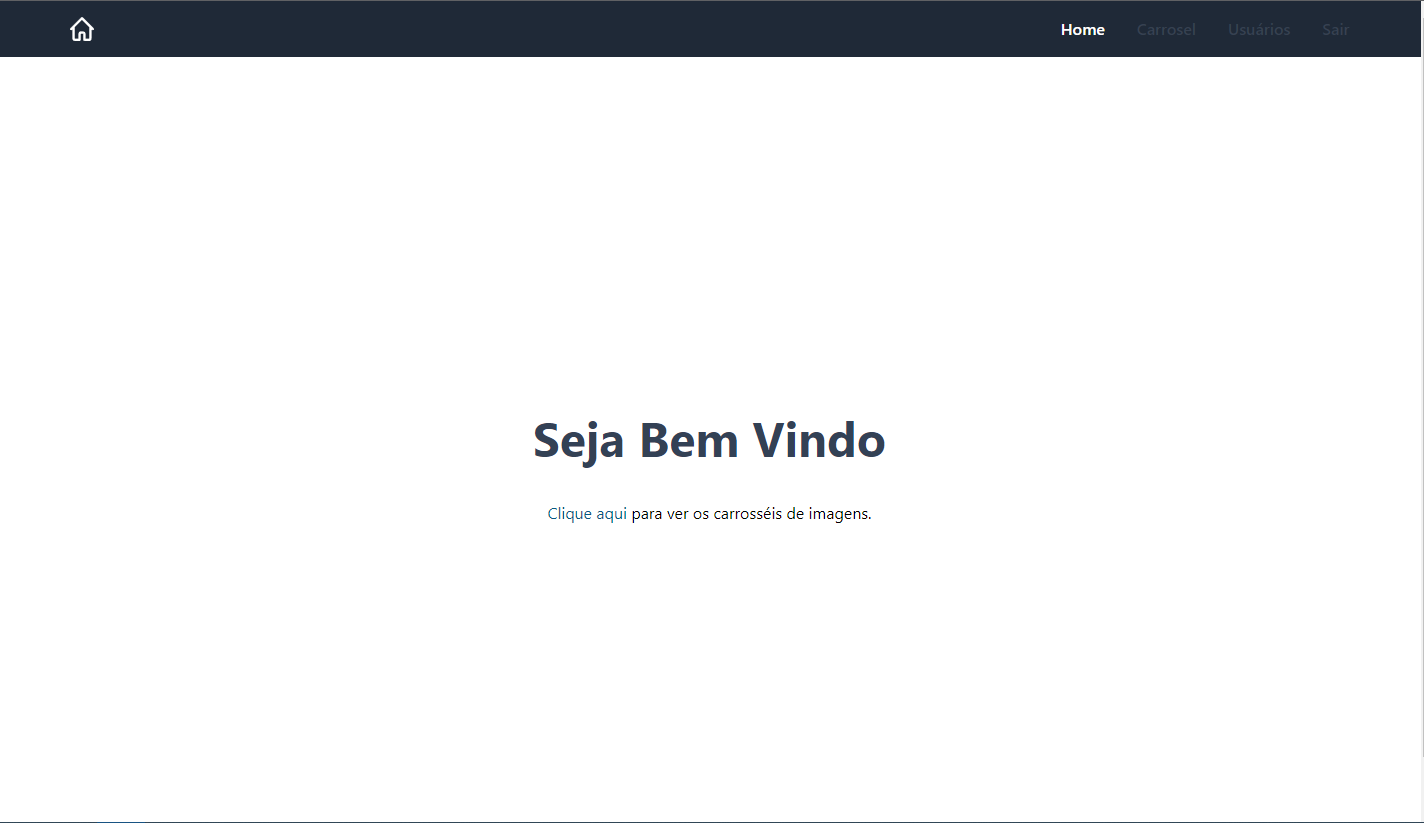 Home Carrosel Usuários Sair
Seja Bem Vindo
Clique aqui para ver os carrosséis de imagens.